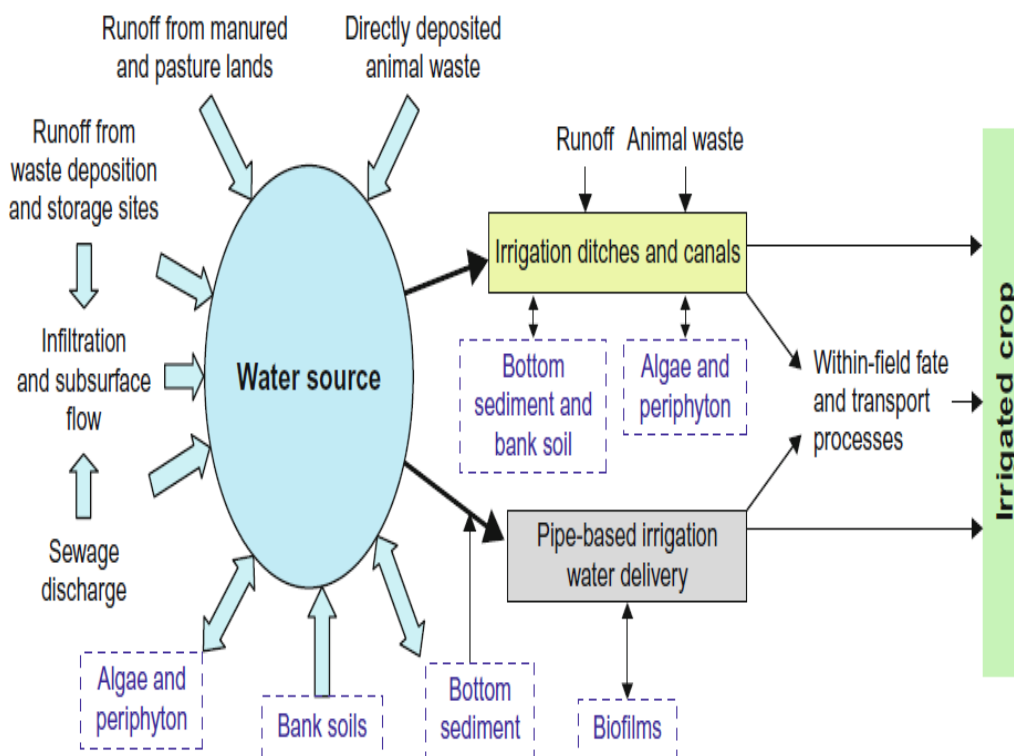 Runoff from manured
and pasture lands
Directly deposited
animal waste
Runoff from
waste deposition
and storage sites
Infiltration
and subsurface
flow
Sewage
discharge
Water source
Algae and
periphyton
Bank soils
Bottom
sediment
Runoff
Animal waste
Irrigation ditches and canals
Bottom
sediment and
bank soil
Algae and
periphyton
Pipe-based irrigation
water delivery
Biofilms
Within-field fate
and transport
processes
Irrigated crop